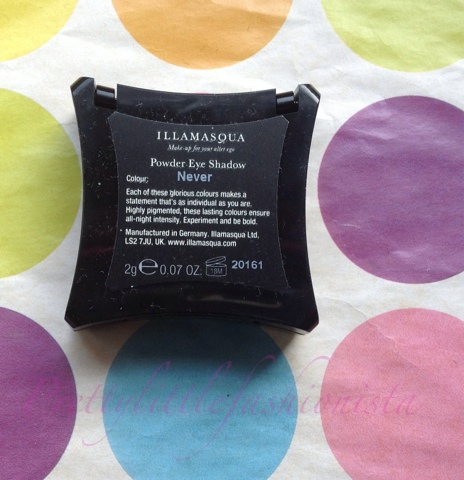 ILLAMASQUA
Make-up for your alter ego
Powder Eye Shadow
Colour: Never
Each of these glorious colours makes a
statement that's as individual as you are.
Highly pigmented, these lasting colours ensure
all-night intensity. Experiment and be bold.
Manufactured in Germany. Illamasqua Ltd,
LS2 7JU, UK. www.illamasqua.com
2g e 0.07 OZ. 18M 20161
Prettylittlefashionista